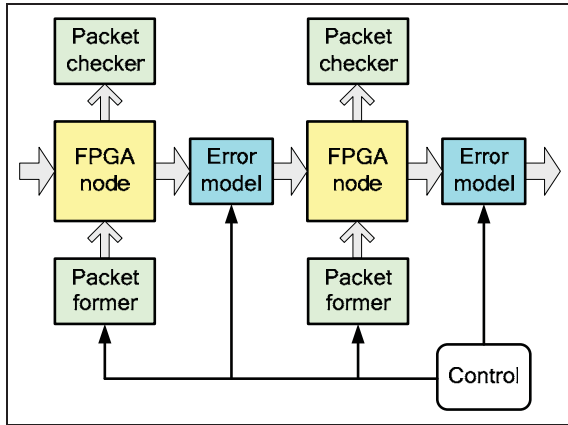 Packet
checker
Packet
checker
FPGA
node
Error
model
FPGA
node
Error
model
Packet
former
Packet
former
Control